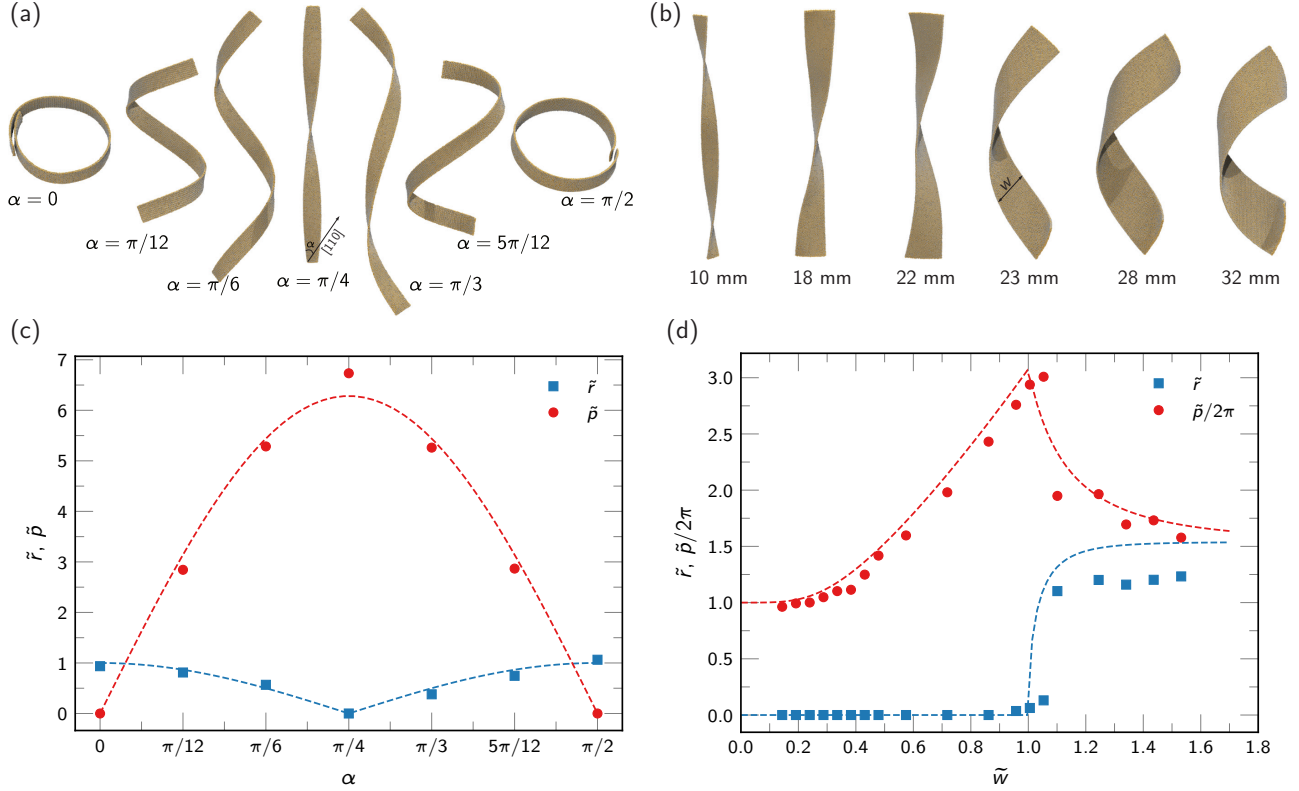 (a)
α = 0
α = π/12
α = π/6
α = π/4
α
[110]
α = π/3
α = 5π/12
α = π/2
(b)
w
10 mm
18 mm
22 mm
23 mm
28 mm
32 mm
(c)
7
6
5
4
3
2
1
0
r̃, p̃
r̃
p̃
0
π/12
π/6
π/4
π/3
5π/12
π/2
α
(d)
3.0
2.5
2.0
1.5
1.0
0.5
0.0
r̃, p̃/2π
r̃
p̃/2π
0.0
0.2
0.4
0.6
0.8
1.0
1.2
1.4
1.6
1.8
w̃